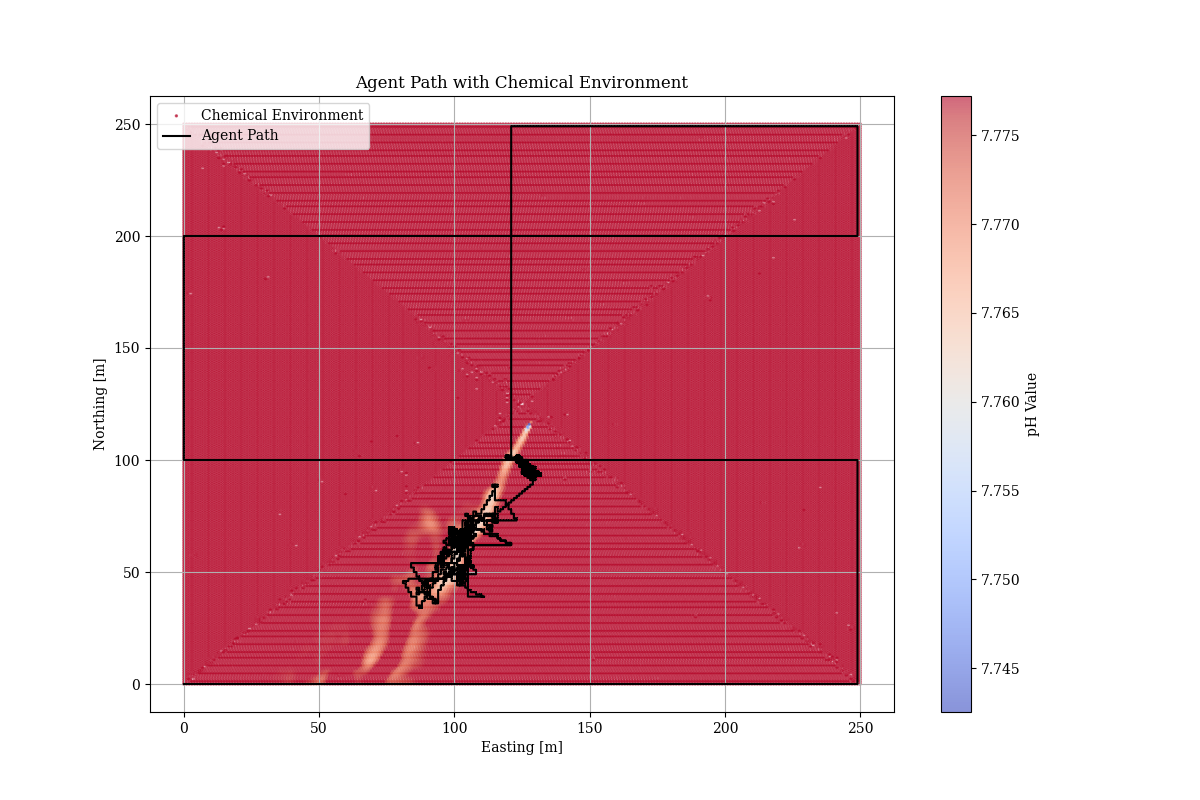 Agent Path with Chemical Environment
Chemical Environment
Agent Path
250
200
150
100
50
0
Northing [m]
0 50 100 150 200 250
Easting [m]
7.775
7.770
7.765
7.760
7.755
7.750
7.745
pH Value